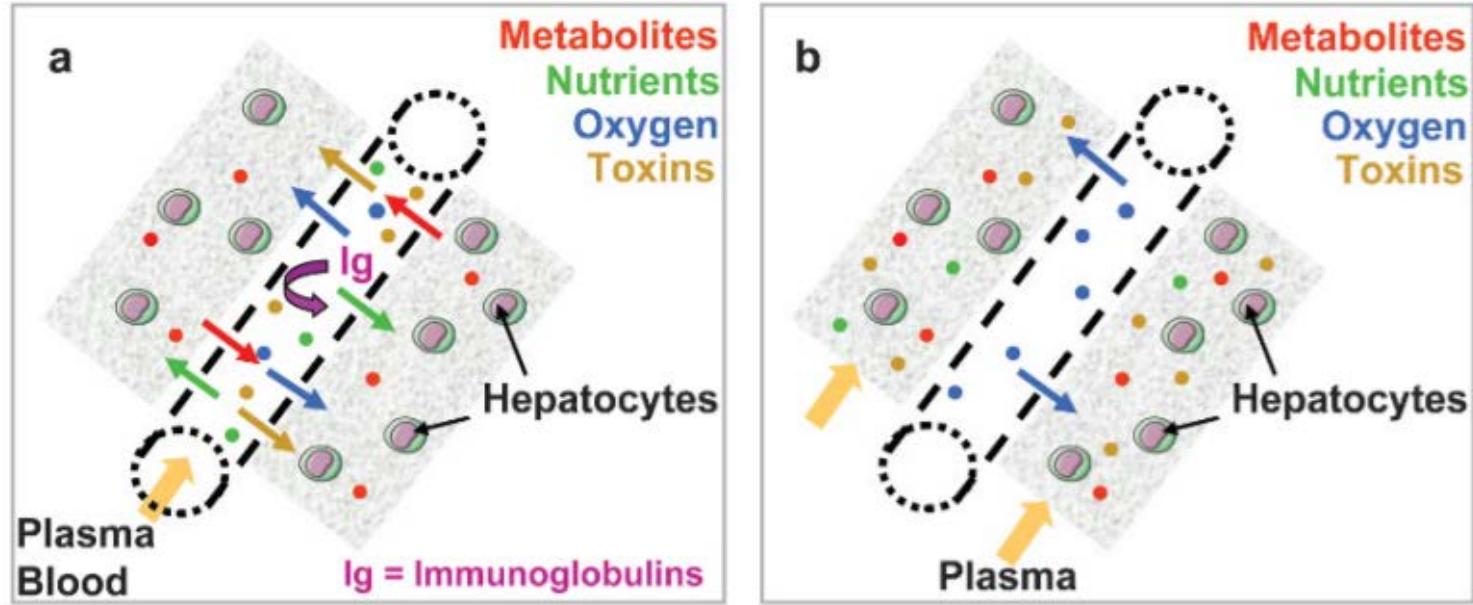 a
Metabolites
Nutrients
Oxygen
Toxins
Ig
Hepatocytes
Plasma
Blood
Ig = Immunoglobulins
b
Metabolites
Nutrients
Oxygen
Toxins
Hepatocytes
Plasma